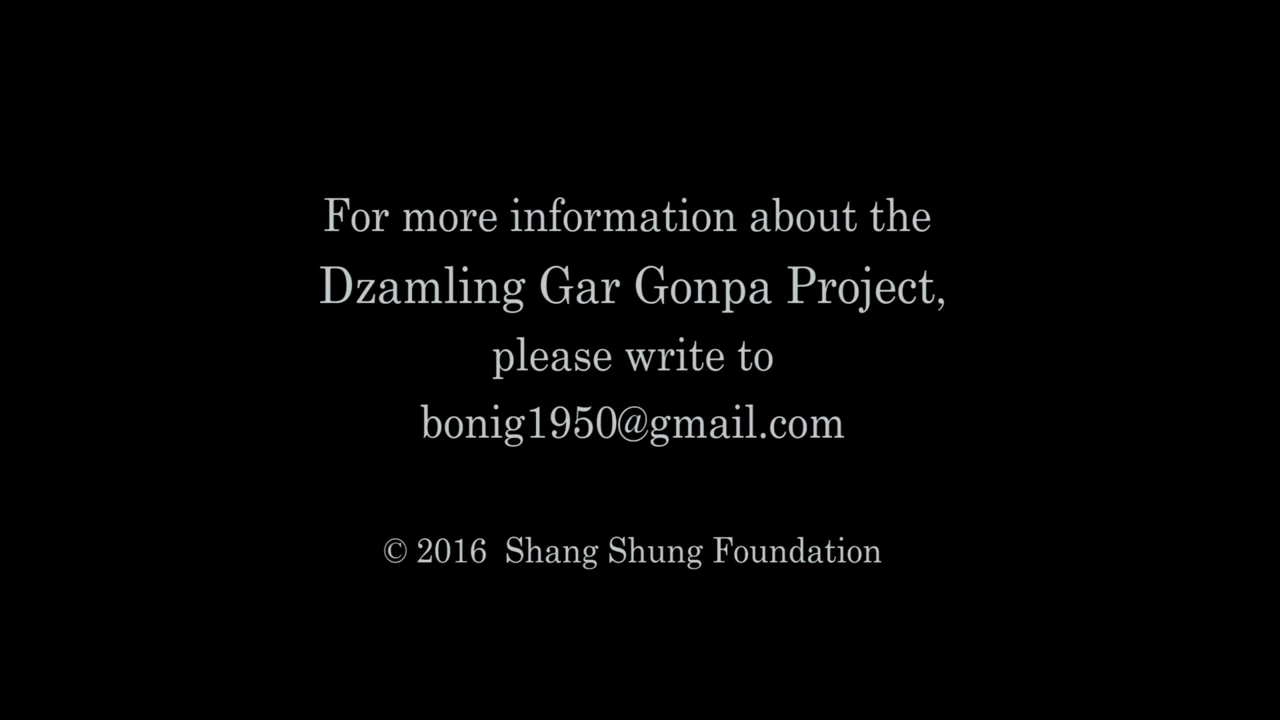 For more information about the
Dzamling Gar Gonpa Project,
please write to
bonig1950@gmail.com
© 2016 Shang Shung Foundation